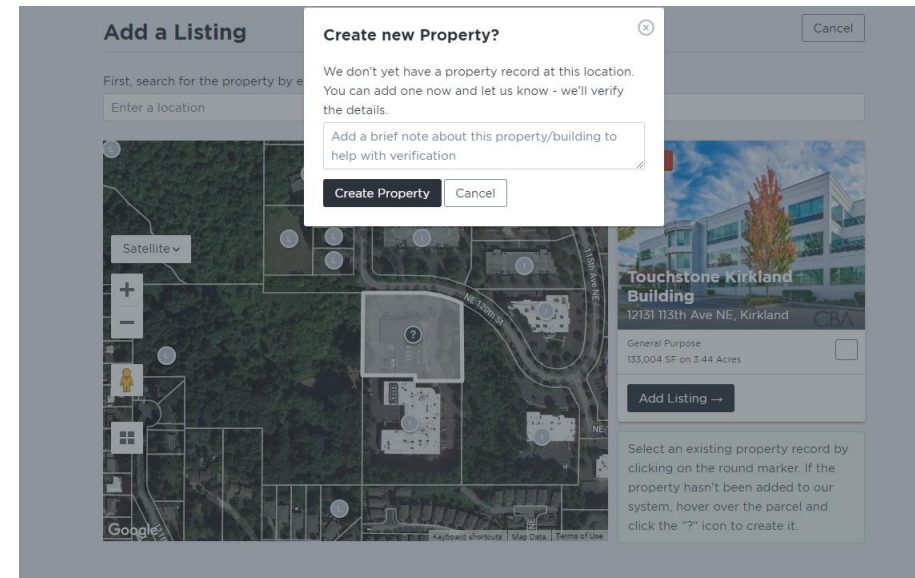 Add a Listing
Cancel
First, search for the property by e
Enter a location
Create new Property?
We don't yet have a property record at this location.
You can add one now and let us know - we'll verify
the details.
Add a brief note about this property/building to
help with verification
Create Property
Cancel
Satellite
L
L
L
L
L
L
?
NE 120th St
115th Ave NE
NE
NE
Google
Keyboard shortcuts
Map Data
Terms of Use
Touchstone Kirkland
Building
12131 113th Ave NE, Kirkland
CBA
General Purpose
133,004 SF on 3.44 Acres
Add Listing →
Select an existing property record by
clicking on the round marker. If the
property hasn't been added to our
system, hover over the parcel and
click the "?" icon to create it.